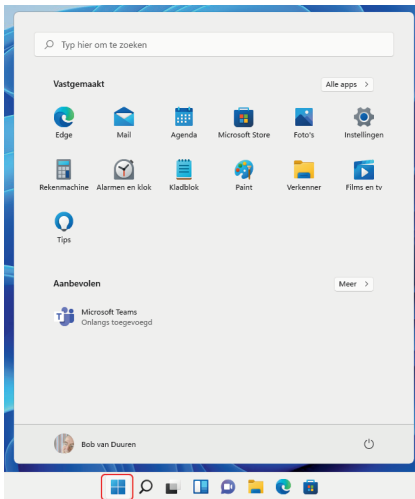 Typ hier om te zoeken
Vastgemaakt
Alle apps >
Edge
Mail
Agenda
Microsoft Store
Foto's
Instellingen
Rekenmachine
Alarmen en klok
Kladblok
Paint
Verkenner
Films en tv
Tips
Aanbevolen
Meer >
Microsoft Teams
Onlangs toegevoegd
Bob van Duuren